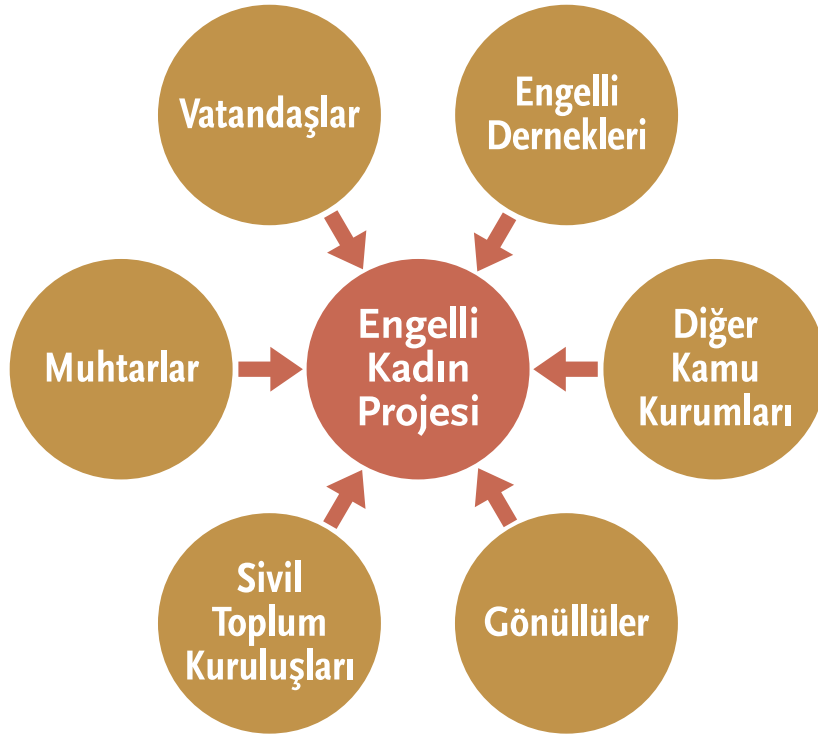 Vatandaşlar
Engelli
Dernekleri
Muhtarlar
Engelli
Kadın
Projesi
Diğer
Kamu
Kurumları
Sivil
Toplum
Kuruluşları
Gönüllüler